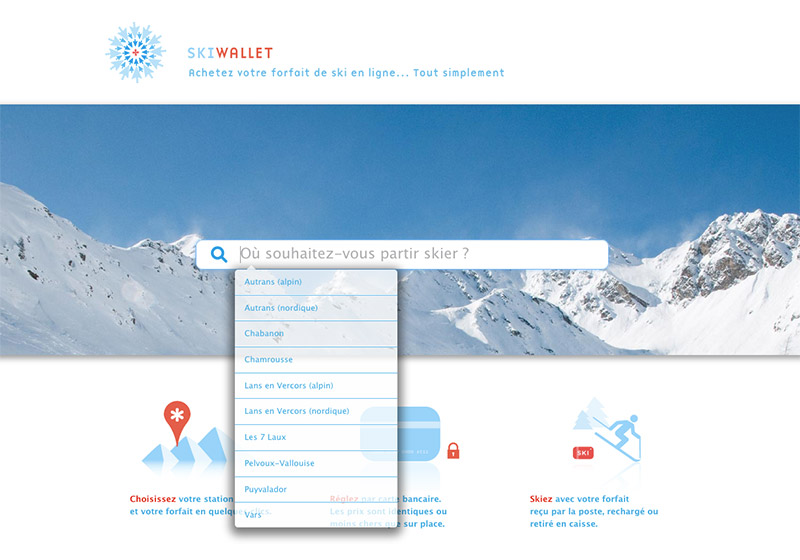 SKIWALLET
Achetez votre forfait de ski en ligne... Tout simplement
Où souhaitez-vous partir skier ?
Autrans (alpin)
Autrans (nordique)
Chabanon
Chamrousse
Lans en Vercors (alpin)
Lans en Vercors (nordique)
Les 7 Laux
Pelvoux-Vallouise
Puyvalador
Vars
Choisissez votre station
et votre forfait en quelques clics.
Réglez par carte bancaire.
Les prix sont identiques ou
moins chers que sur place.
SKI
Skiez avec votre forfait
reçu par la poste, rechargé ou
retiré en caisse.